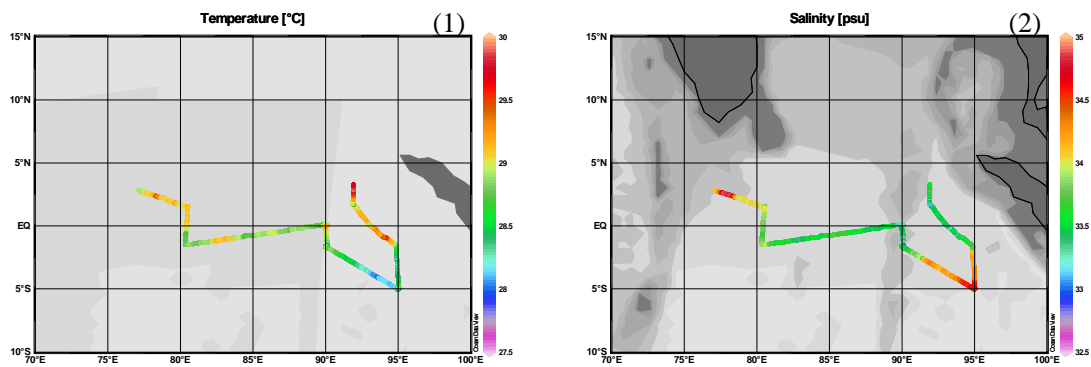 Temperature [°C]
(1)
15°N
10°N
5°N
EQ
5°S
10°S
70°E
75°E
80°E
85°E
90°E
95°E
100°E
30
29.5
29
28.5
28
27.5
Ocean Data View
Salinity [psu]
(2)
15°N
10°N
5°N
EQ
5°S
10°S
70°E
75°E
80°E
85°E
90°E
95°E
100°E
35
34.5
34
33.5
33
32.5
Ocean Data View